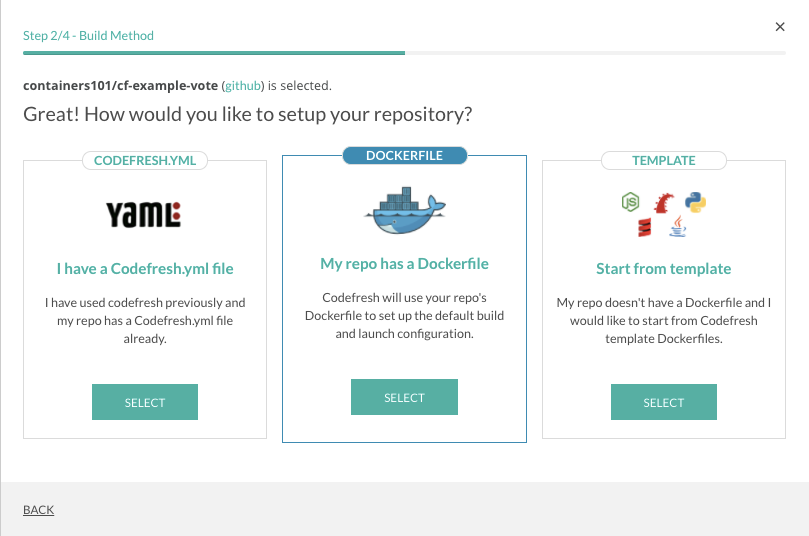 Step 2/4 - Build Method
×
containers101/cf-example-vote (github) is selected.
Great! How would you like to setup your repository?
CODEFRESH.YML
YAML
I have a Codefresh.yml file
I have used codefresh previously and
my repo has a Codefresh.yml file
already.
SELECT
DOCKERFILE
My repo has a Dockerfile
Codefresh will use your repo's
Dockerfile to set up the default build
and launch configuration.
SELECT
TEMPLATE
JS
Start from template
My repo doesn't have a Dockerfile and I
would like to start from Codefresh
template Dockerfiles.
SELECT
BACK